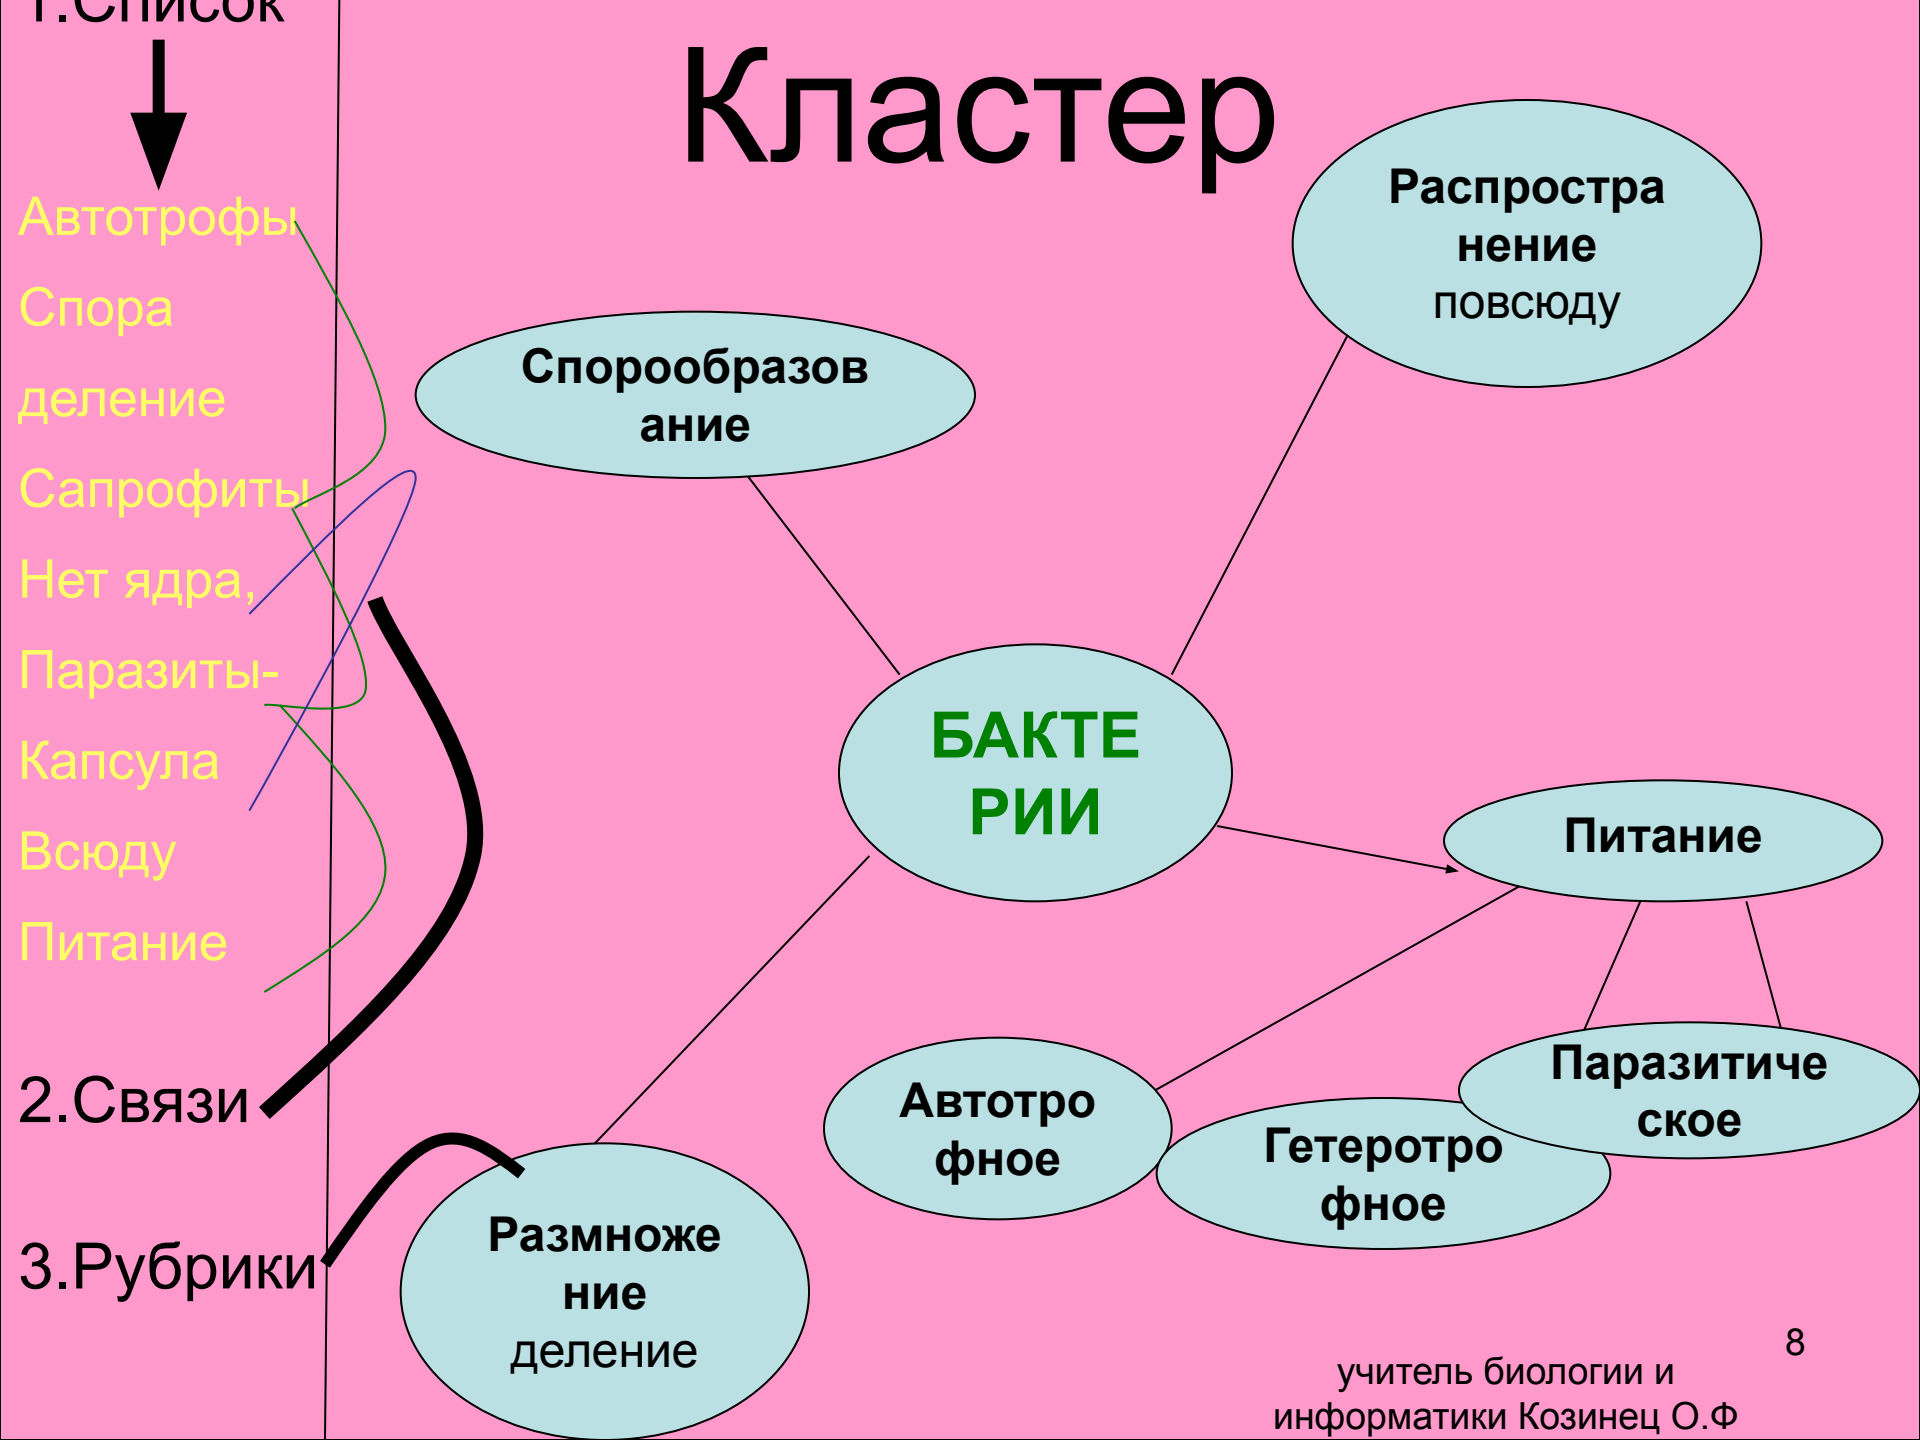 1.Список
Автотрофы
Спора
деление
Сапрофиты
Нет ядра,
Паразиты-
Капсула
Всюду
Питание
2.Связи
3.Рубрики
Кластер
Распростра
нение
повсюду
Спорообразов
ание
БАКТЕ
РИИ
Питание
Автотро
фное
Гетеротро
фное
Паразитиче
ское
Размноже
ние
деление
8
учитель биологии и
информатики Козинец О.Ф